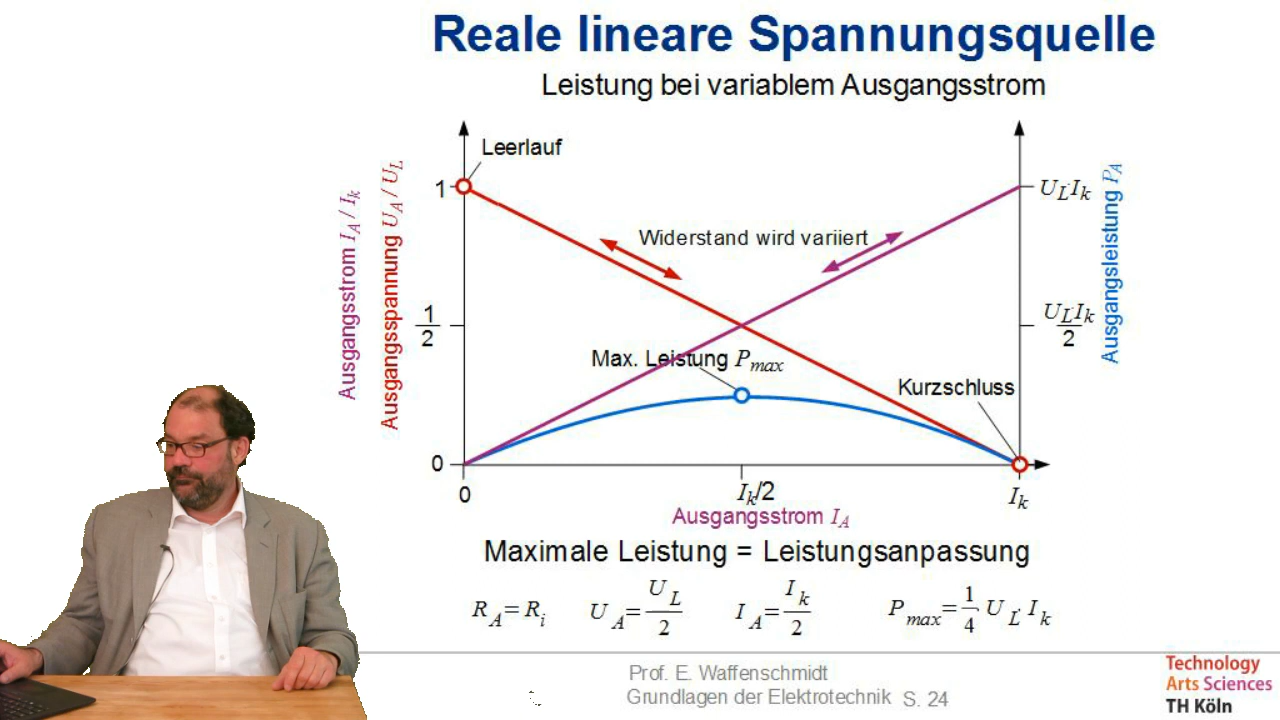 Reale lineare Spannungsquelle
Leistung bei variablem Ausgangsstrom
Leerlauf
Ausgangsstrom I_A / I_k
Ausgangsspannung U_A / U_L
1
U_L·I_k
Ausgangsleistung P_A
Widerstand wird variiert
1/2
U_L·I_k/2
Max. Leistung P_max
Kurzschluss
0
0
I_k/2
I_k
Ausgangsstrom I_A
Maximale Leistung = Leistungsanpassung
R_A=R_i U_A=U_L/2 I_A=I_k/2 P_max=1/4 U_L·I_k
Prof. E. Waffenschmidt
Grundlagen der Elektrotechnik S. 24
Technology
Arts Sciences
TH Köln